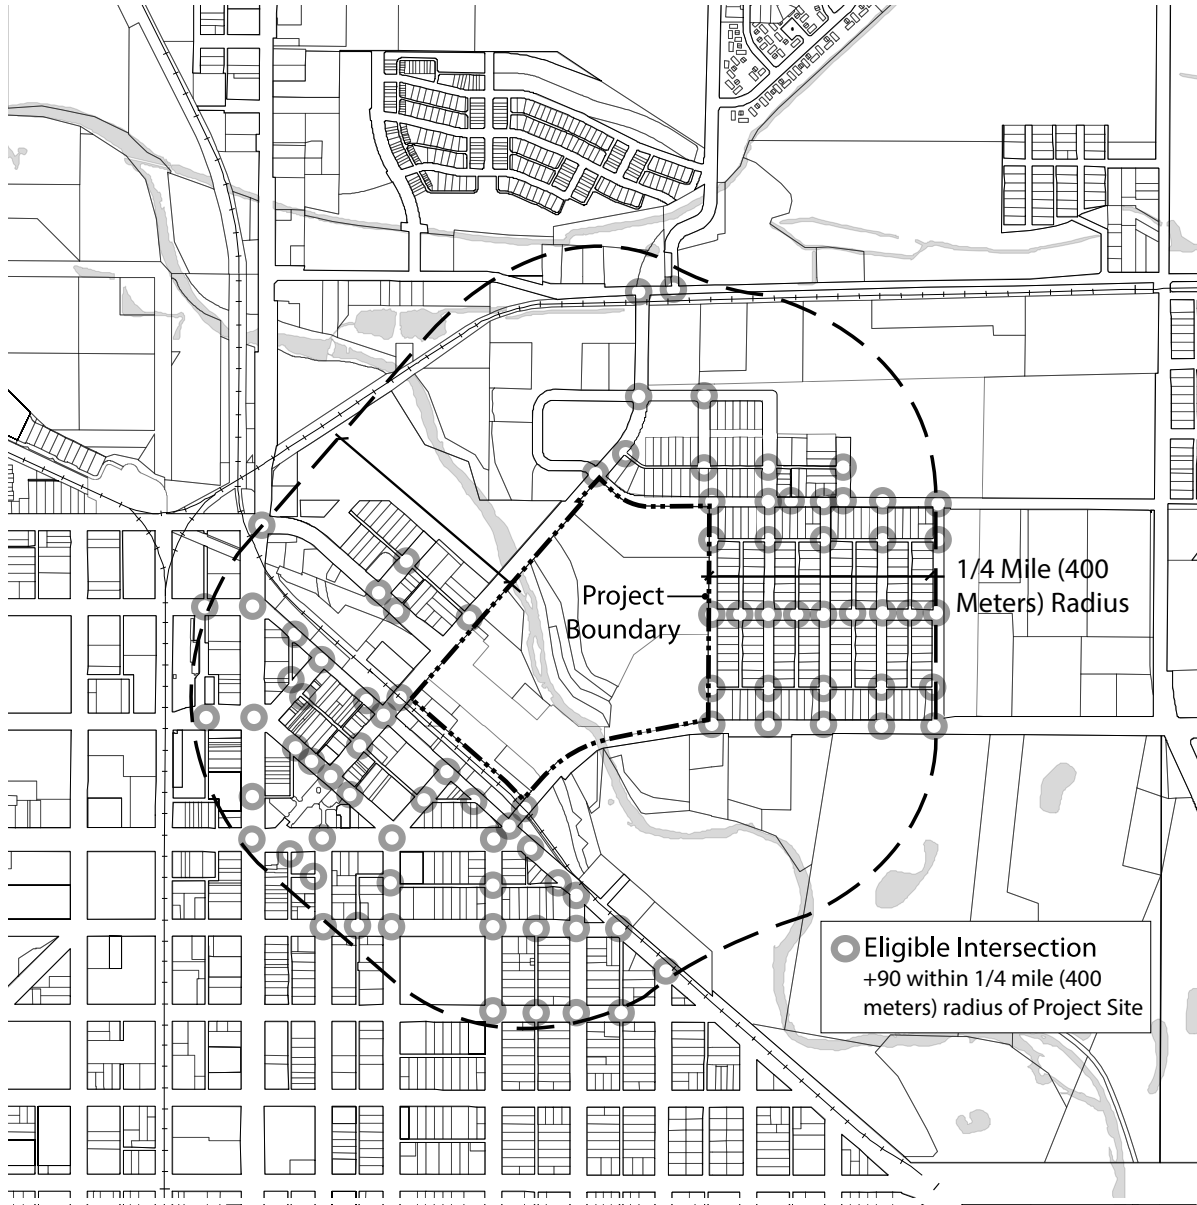 1/4 Mile (400
Meters) Radius
Project
Boundary
Eligible Intersection
+90 within 1/4 mile (400
meters) radius of Project Site